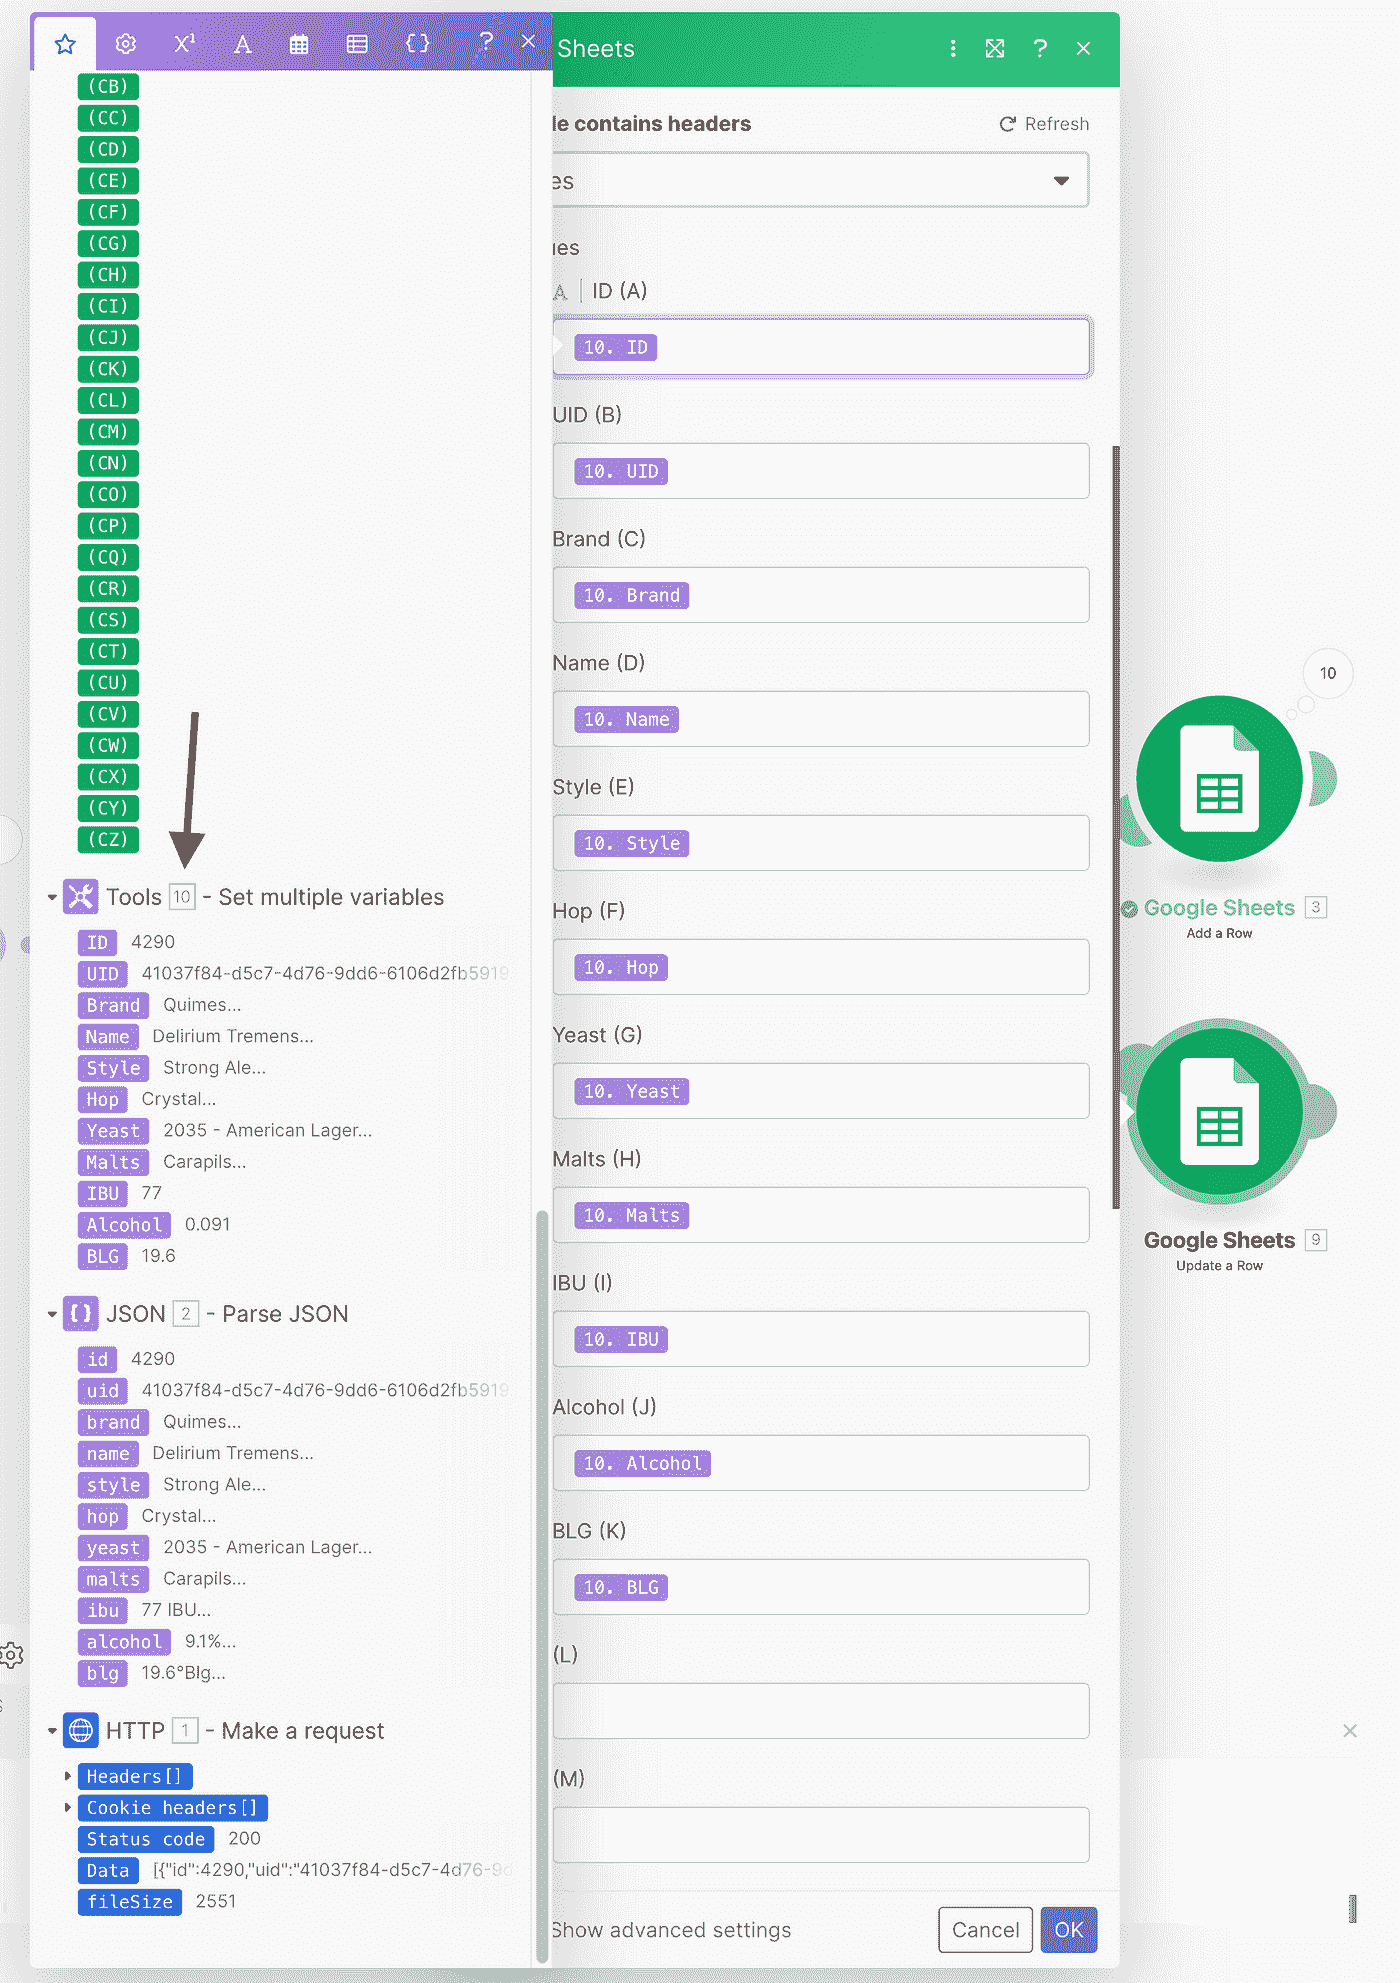 X¹ A {} ? ×
Sheets ? ×
(CB)
(CC)
(CD)
(CE)
(CF)
(CG)
(CH)
(CI)
(CJ)
(CK)
(CL)
(CM)
(CN)
(CO)
(CP)
(CQ)
(CR)
(CS)
(CT)
(CU)
(CV)
(CW)
(CX)
(CY)
(CZ)
Tools 10 - Set multiple variables
ID 4290
UID 41037f84-d5c7-4d76-9dd6-6106d2fb5919
Brand Quimes...
Name Delirium Tremens...
Style Strong Ale...
Hop Crystal...
Yeast 2035 - American Lager...
Malts Carapils...
IBU 77
Alcohol 0.091
BLG 19.6
JSON 2 - Parse JSON
id 4290
uid 41037f84-d5c7-4d76-9dd6-6106d2fb5919
brand Quimes...
name Delirium Tremens...
style Strong Ale...
hop Crystal...
yeast 2035 - American Lager...
malts Carapils...
ibu 77 IBU...
alcohol 9.1%...
blg 19.6°Blg...
HTTP 1 - Make a request
Headers[]
Cookie headers[]
Status code 200
Data [{"id":4290,"uid":"41037f84-d5c7-4d76-9d
fileSize 2551
le contains headers
Refresh
es
ues
A | ID (A)
10. ID
UID (B)
10. UID
Brand (C)
10. Brand
Name (D)
10. Name
Style (E)
10. Style
Hop (F)
10. Hop
Yeast (G)
10. Yeast
Malts (H)
10. Malts
IBU (I)
10. IBU
Alcohol (J)
10. Alcohol
BLG (K)
10. BLG
(L)
(M)
Show advanced settings
Cancel
OK
10
Google Sheets 3
Add a Row
Google Sheets 9
Update a Row